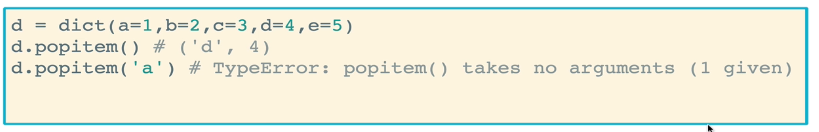 d = dict(a=1,b=2,c=3,d=4,e=5)
d.popitem() # ('d', 4)
d.popitem('a') # TypeError: popitem() takes no arguments (1 given)